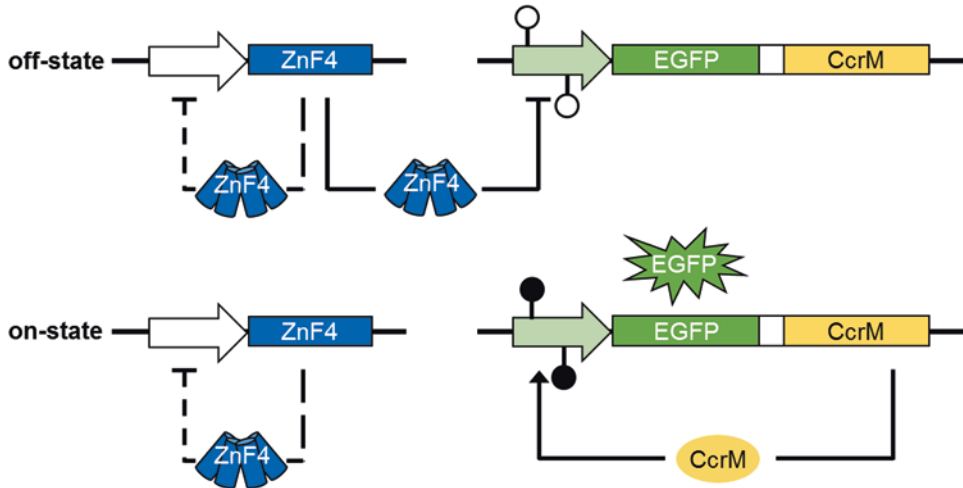 off-state ZnF4 EGFP CcrM
ZnF4 ZnF4
EGFP
on-state ZnF4 EGFP CcrM
ZnF4 CcrM